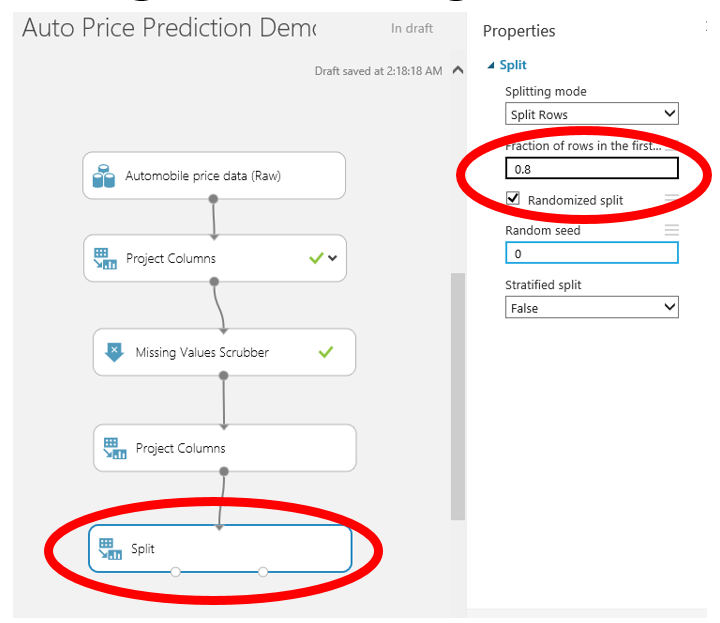 Auto Price Prediction Demo
In draft
Draft saved at 2:18:18 AM
Automobile price data (Raw)
Project Columns
Missing Values Scrubber
Project Columns
Split
Properties
Split
Splitting mode
Split Rows
Fraction of rows in the first...
0.8
Randomized split
Random seed
0
Stratified split
False